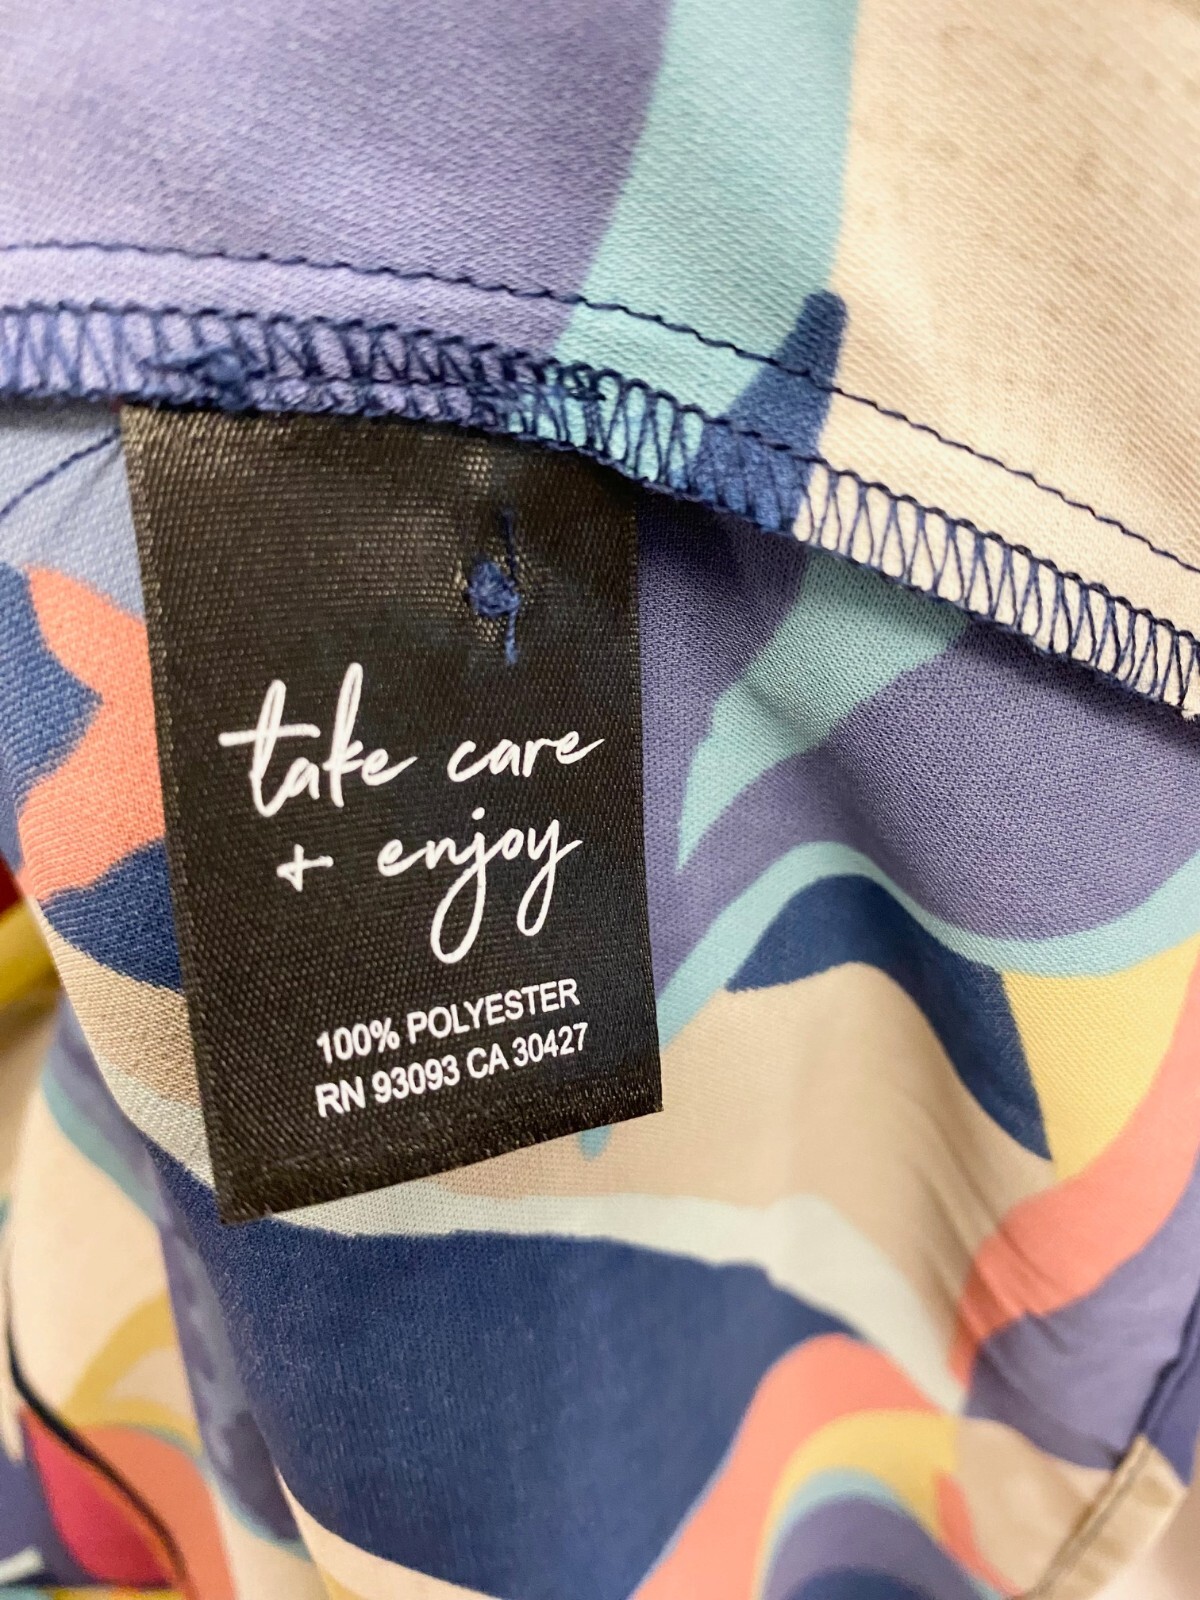 take care
+ enjoy
100% POLYESTER
RN 93093 CA 30427